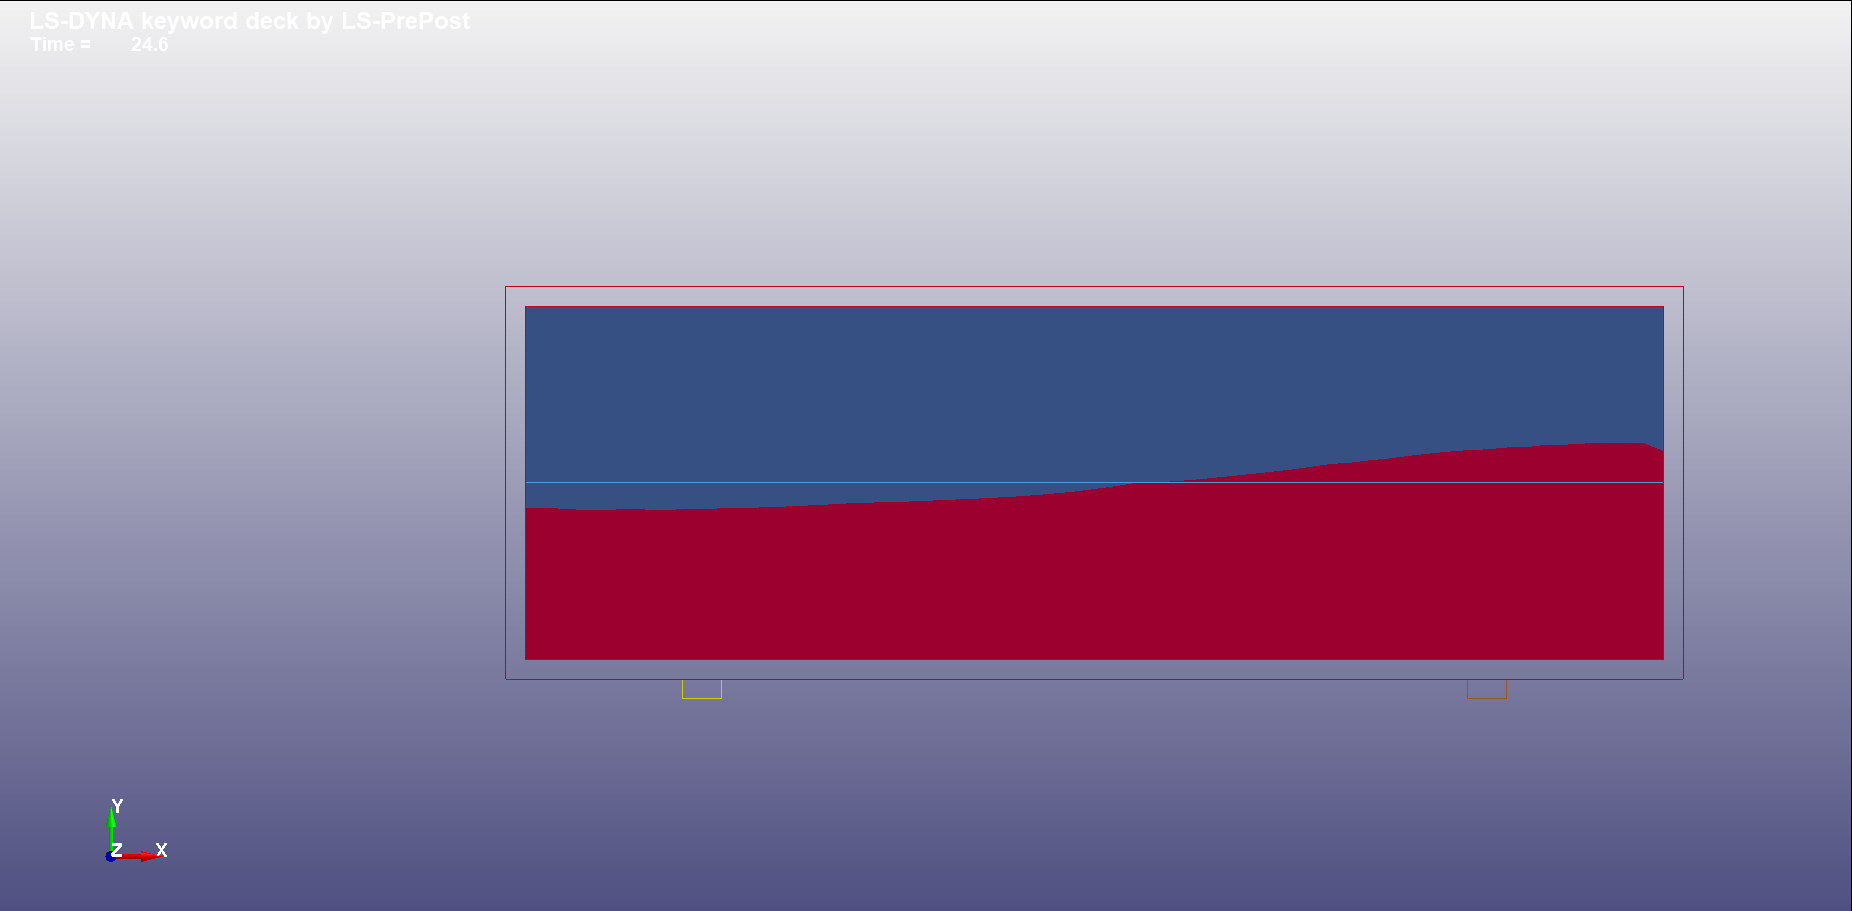 LS-DYNA keyword deck by LS-PrePost
Time = 24.6
Y
Z X